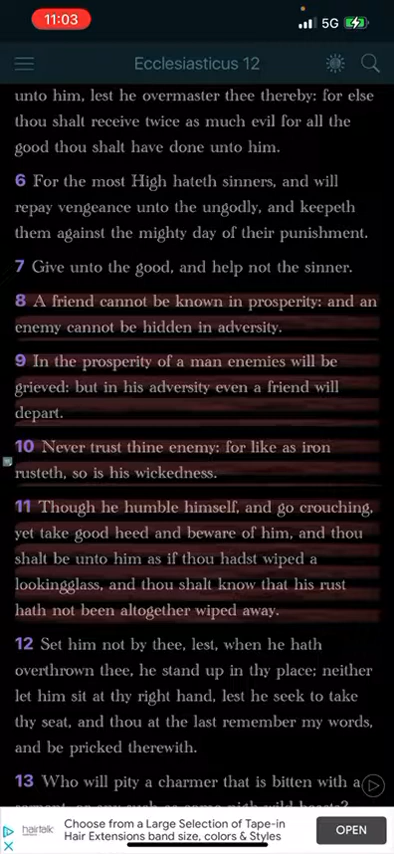 11:03
5G
Ecclesiasticus 12
unto him, lest he overmaster thee thereby: for else
thou shalt receive twice as much evil for all the
good thou shalt have done unto him.
6 For the most High hateth sinners, and will
repay vengeance unto the ungodly, and keepeth
them against the mighty day of their punishment.
7 Give unto the good, and help not the sinner.
8 A friend cannot be known in prosperity: and an
enemy cannot be hidden in adversity.
9 In the prosperity of a man enemies will be
grieved: but in his adversity even a friend will
depart.
10 Never trust thine enemy: for like as iron
rusteth, so is his wickedness.
11 Though he humble himself, and go crouching,
yet take good heed and beware of him, and thou
shalt be unto him as if thou hadst wiped a
lookingglass, and thou shalt know that his rust
hath not been altogether wiped away.
12 Set him not by thee, lest, when he hath
overthrown thee, he stand up in thy place; neither
let him sit at thy right hand, lest he seek to take
thy seat, and thou at the last remember my words,
and be pricked therewith.
13 Who will pity a charmer that is bitten with a
hairtalk
Choose from a Large Selection of Tape-in
Hair Extensions band size, colors & Styles
OPEN